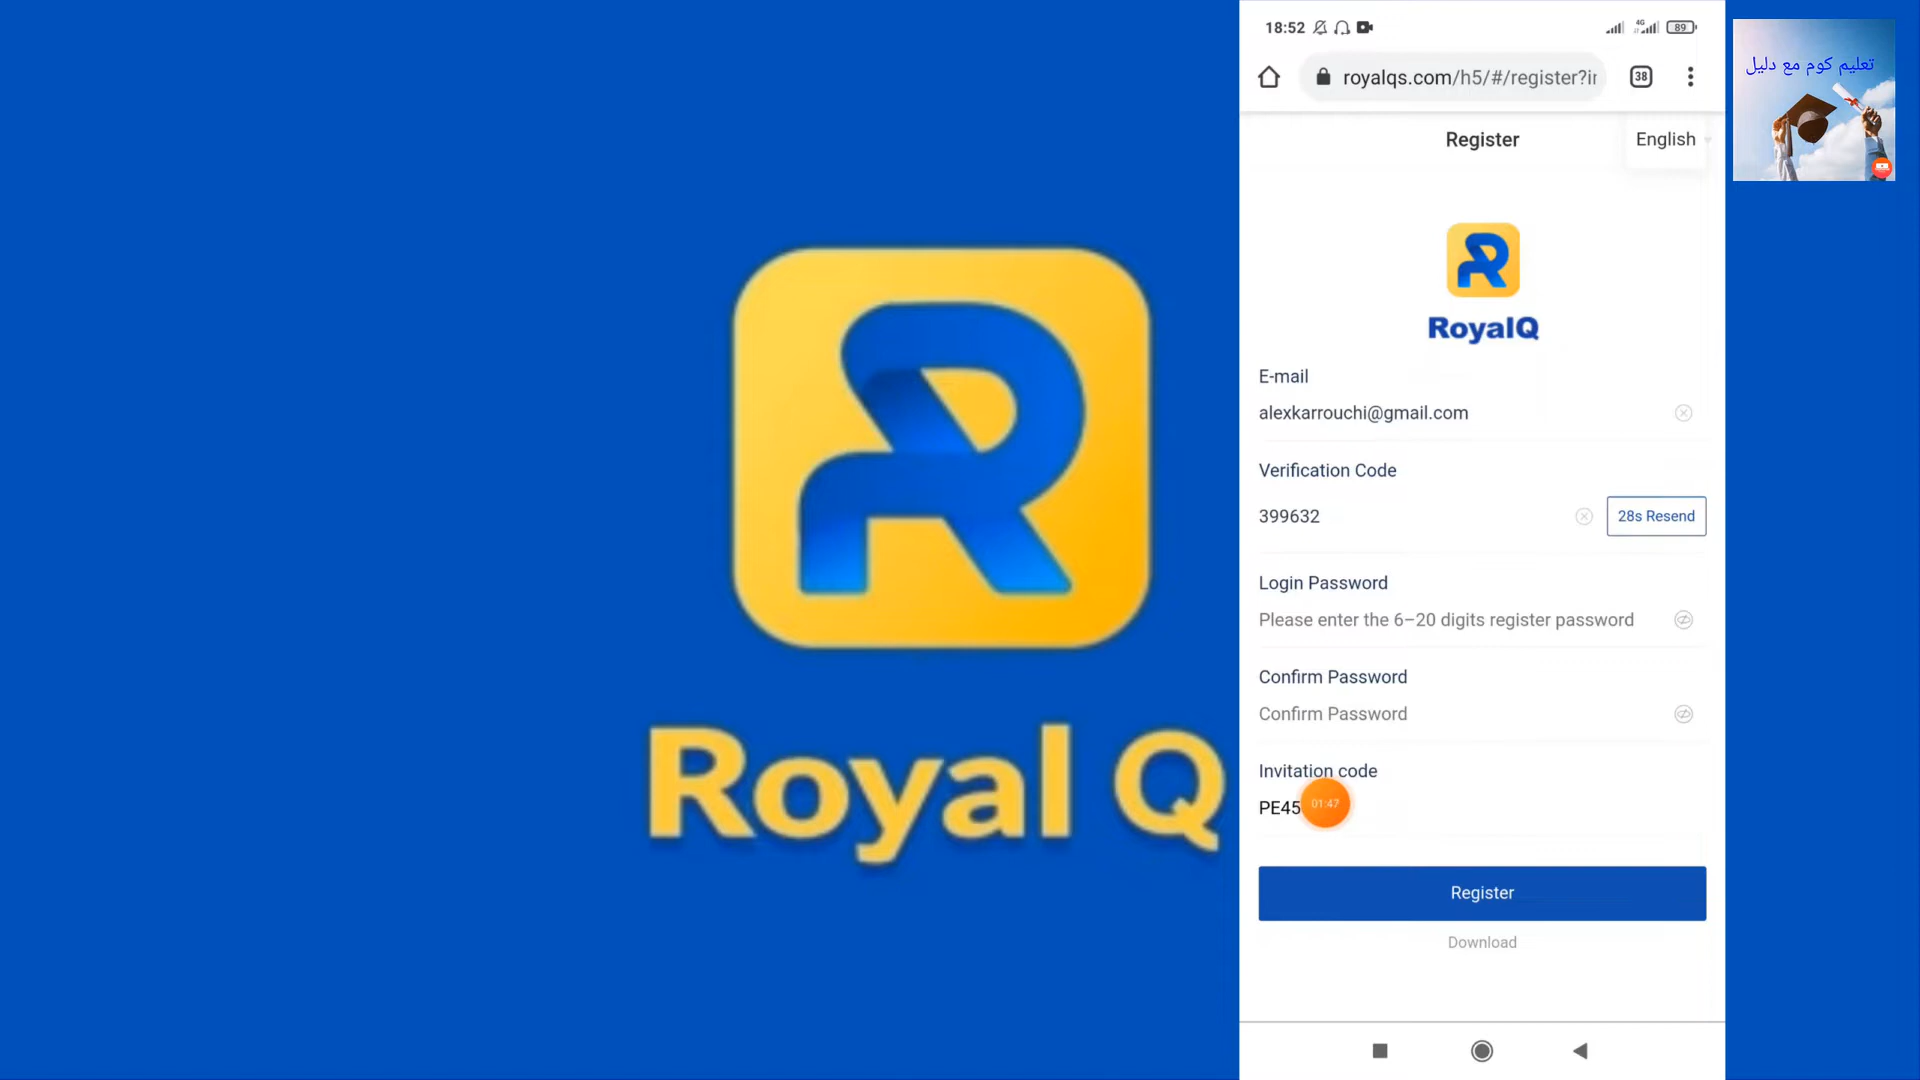 Royal Q
18:52
4G
89
royalqs.com/h5/#/register?ir
38
Register
English
RoyalQ
E-mail
alexkarrouchi@gmail.com
Verification Code
399632
28s Resend
Login Password
Please enter the 6–20 digits register password
Confirm Password
Confirm Password
Invitation code
PE45
01:47
Register
Download
تعليم كوم مع دليل